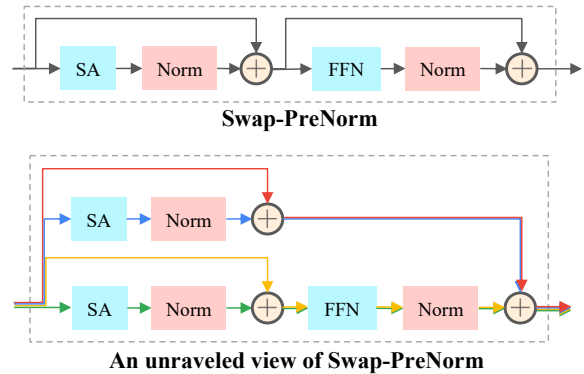 SA Norm FFN Norm
Swap-PreNorm
SA Norm
SA Norm FFN Norm
An unraveled view of Swap-PreNorm